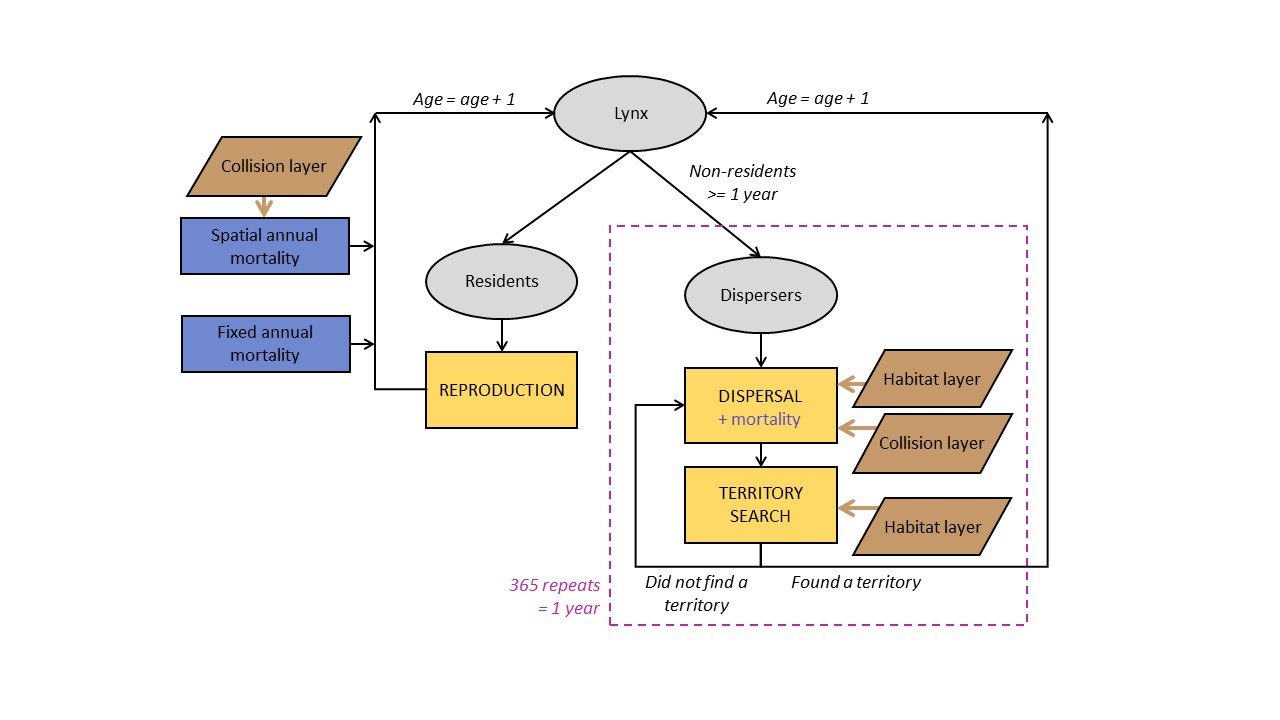 Age = age + 1
Lynx
Age = age + 1
Collision layer
Non-residents
>= 1 year
Spatial annual
mortality
Fixed annual
mortality
Residents
REPRODUCTION
Dispersers
DISPERSAL
+ mortality
Habitat layer
Collision layer
TERRITORY
SEARCH
Habitat layer
Did not find a
territory
Found a territory
365 repeats
= 1 year